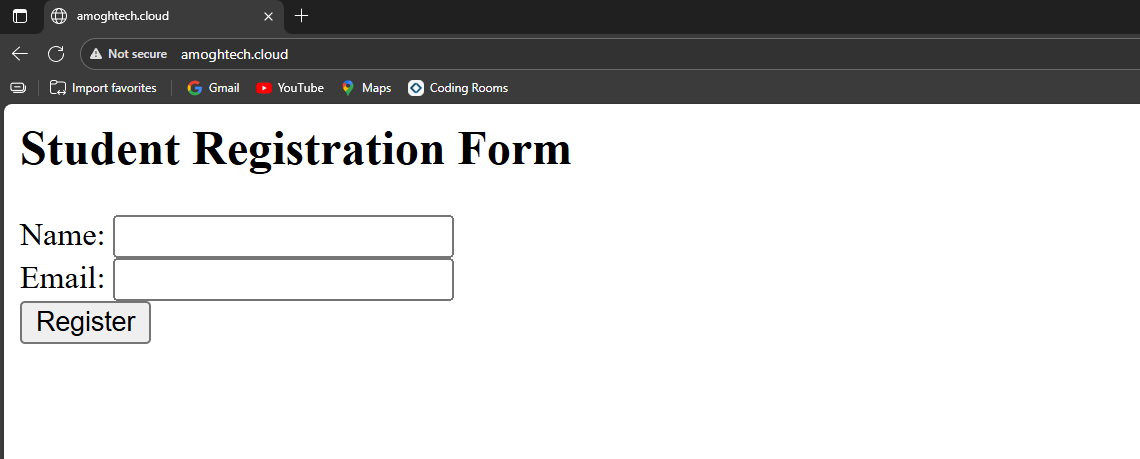 amoghtech.cloud
Not secure amoghtech.cloud
Import favorites Gmail YouTube Maps Coding Rooms
Student Registration Form
Name:
Email:
Register